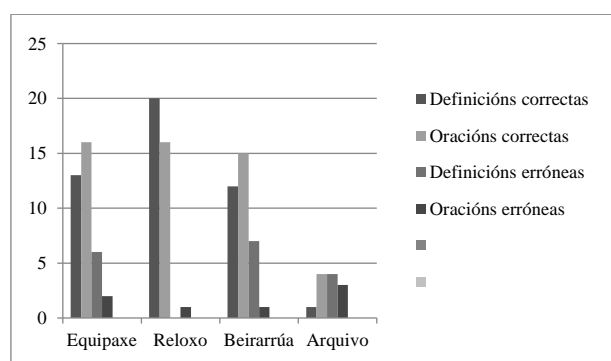 25
20
15
10
5
0
Equipaxe Reloxo Beirarrúa Arquivo
Definicións correctas
Oracións correctas
Definicións erróneas
Oracións erróneas